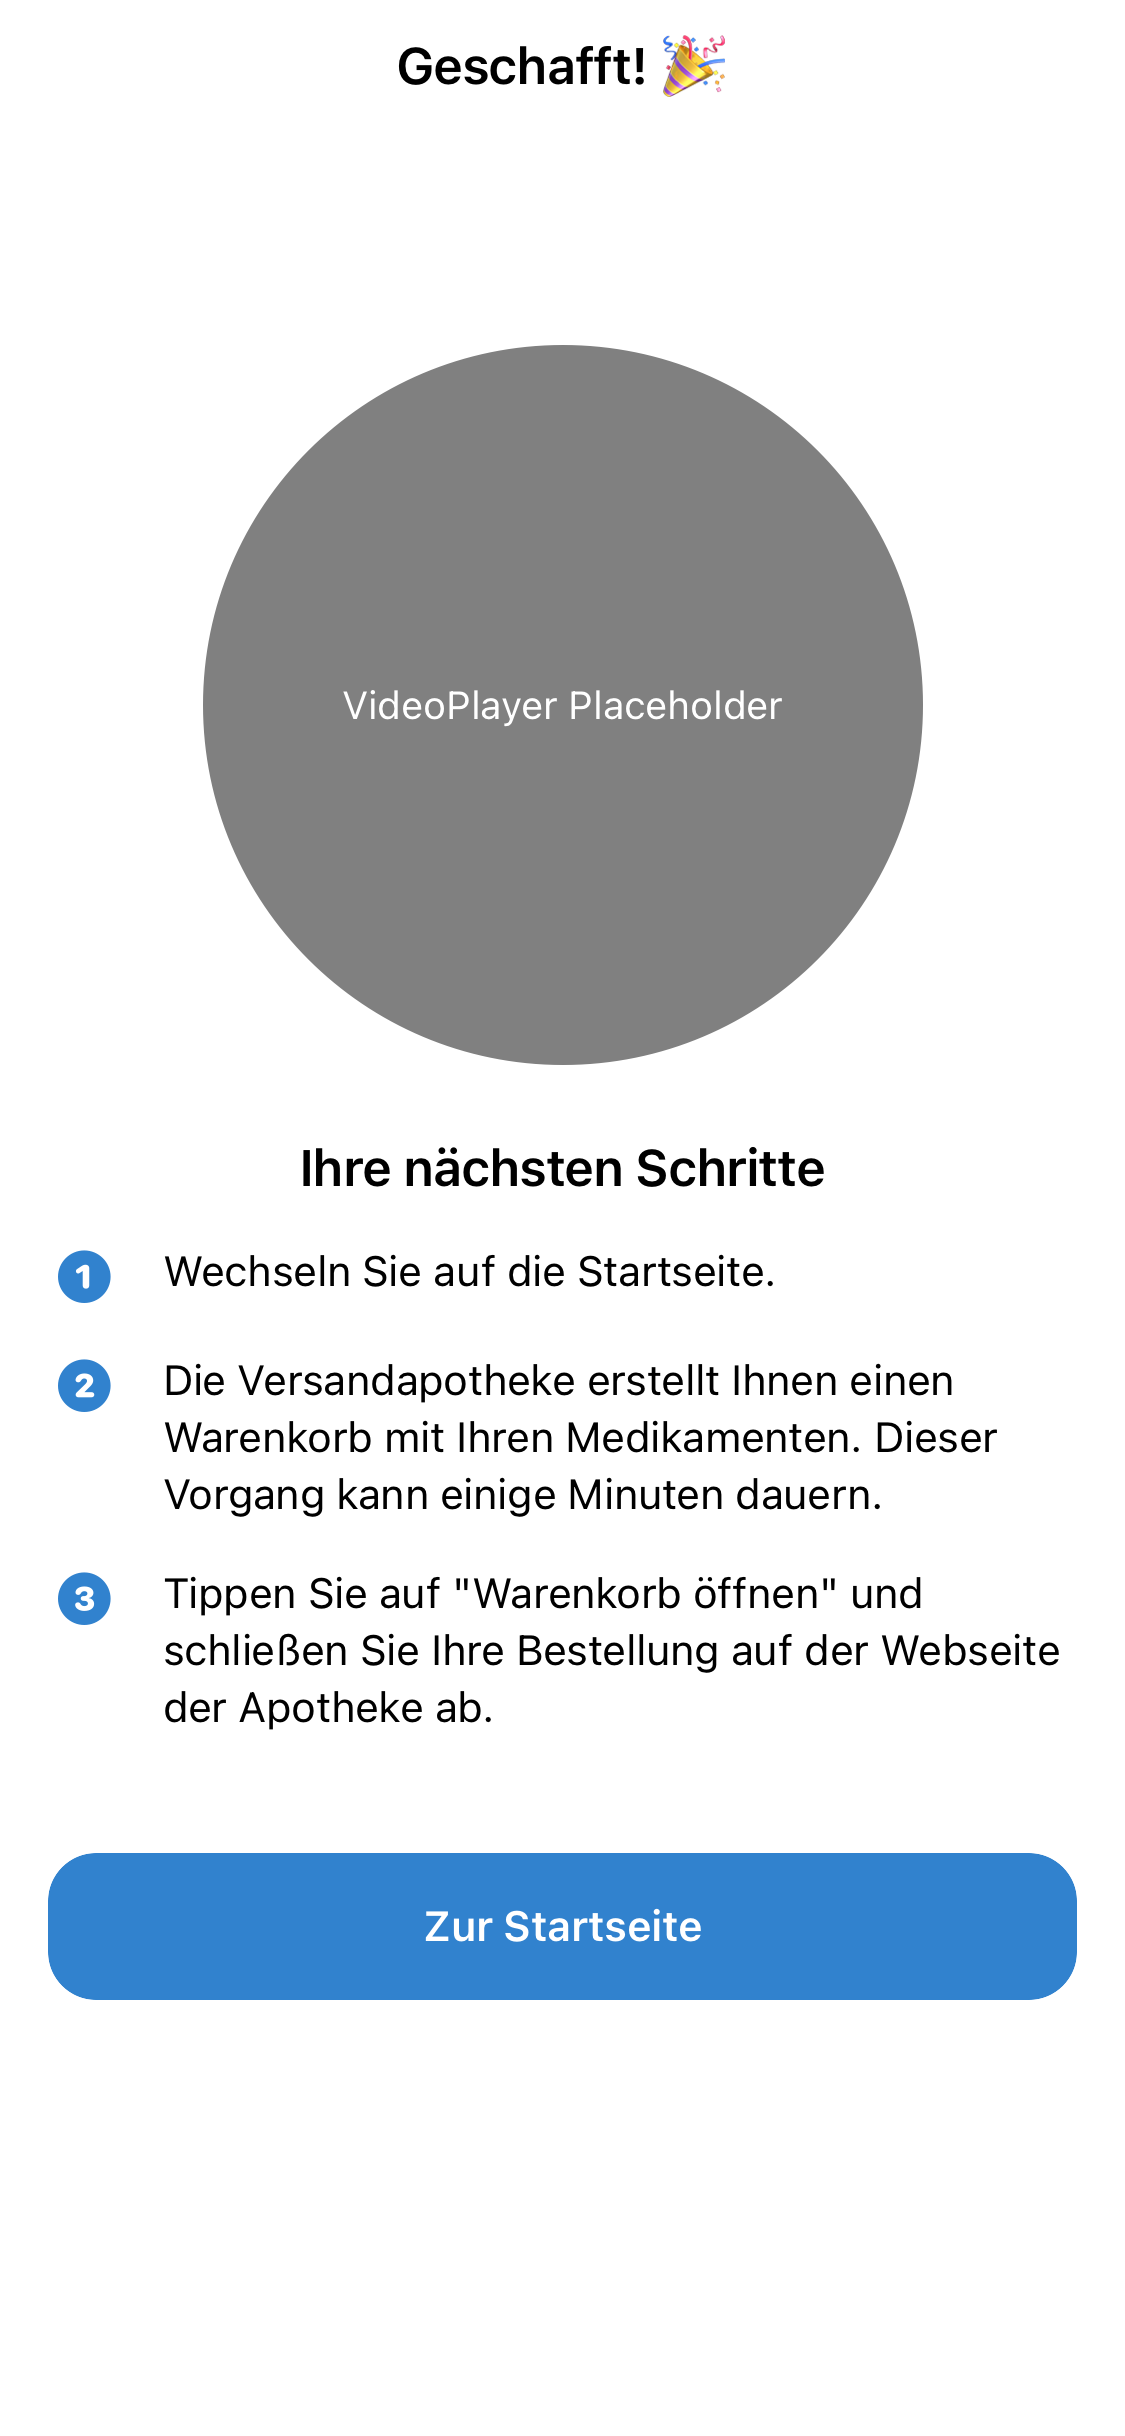 Geschafft! 🎉
VideoPlayer Placeholder
Ihre nächsten Schritte
1 Wechseln Sie auf die Startseite.
2 Die Versandapotheke erstellt Ihnen einen
Warenkorb mit Ihren Medikamenten. Dieser
Vorgang kann einige Minuten dauern.
3 Tippen Sie auf "Warenkorb öffnen" und
schließen Sie Ihre Bestellung auf der Webseite
der Apotheke ab.
Zur Startseite